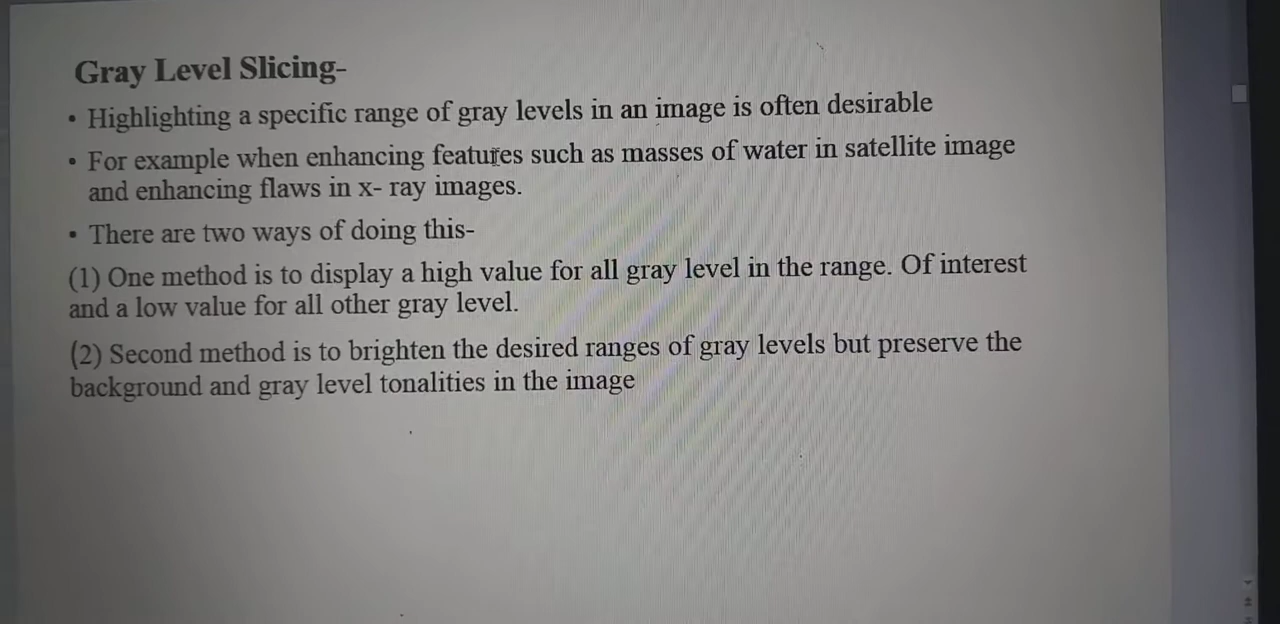 Gray Level Slicing-
• Highlighting a specific range of gray levels in an image is often desirable
• For example when enhancing features such as masses of water in satellite image
and enhancing flaws in x- ray images.
• There are two ways of doing this-
(1) One method is to display a high value for all gray level in the range. Of interest
and a low value for all other gray level.
(2) Second method is to brighten the desired ranges of gray levels but preserve the
background and gray level tonalities in the image